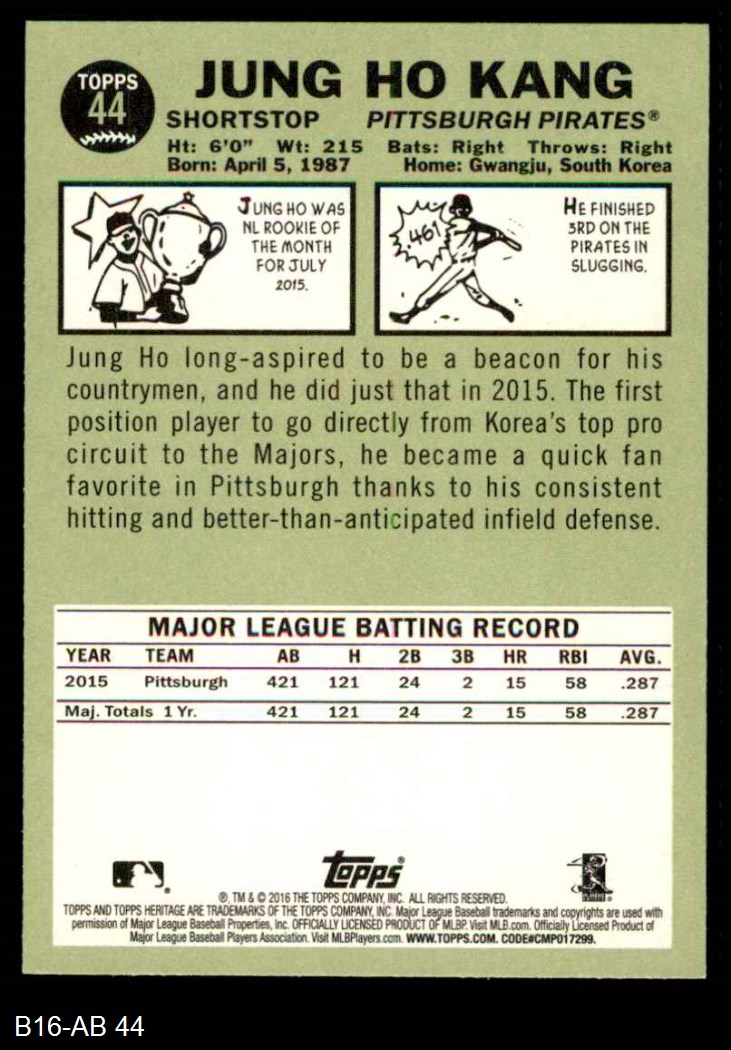 TOPPS
44
JUNG HO KANG
SHORTSTOP PITTSBURGH PIRATES®
Ht: 6'0" Wt: 215 Bats: Right Throws: Right
Born: April 5, 1987 Home: Gwangju, South Korea
JUNG HO WAS
NL ROOKIE OF
THE MONTH
FOR JULY
2015.
.461
HE FINISHED
3RD ON THE
PIRATES IN
SLUGGING.
Jung Ho long-aspired to be a beacon for his
countrymen, and he did just that in 2015. The first
position player to go directly from Korea's top pro
circuit to the Majors, he became a quick fan
favorite in Pittsburgh thanks to his consistent
hitting and better-than-anticipated infield defense.
MAJOR LEAGUE BATTING RECORD
YEAR TEAM AB H 2B 3B HR RBI AVG.
2015 Pittsburgh 421 121 24 2 15 58 .287
Maj. Totals 1 Yr. 421 121 24 2 15 58 .287
topps®
®, TM & © 2016 THE TOPPS COMPANY, INC. ALL RIGHTS RESERVED.
TOPPS AND TOPPS HERITAGE ARE TRADEMARKS OF THE TOPPS COMPANY, INC. Major League Baseball trademarks and copyrights are used with
permission of Major League Baseball Properties, Inc. OFFICIALLY LICENSED PRODUCT OF MLBP. Visit MLB.com. Officially Licensed Product of
Major League Baseball Players Association. Visit MLBPlayers.com. WWW.TOPPS.COM. CODE#CMP017299.
B16-AB 44